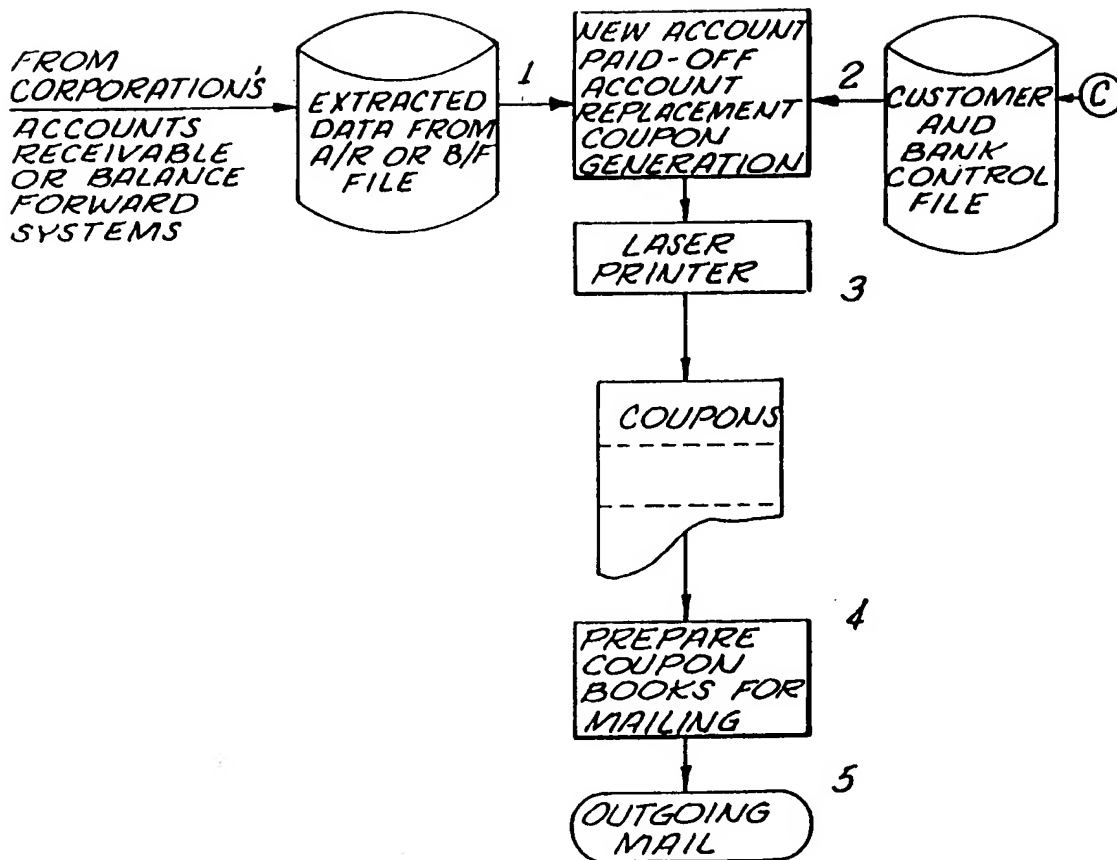 FROM
CORPORATION'S
ACCOUNTS
RECEIVABLE
OR BALANCE
FORWARD
SYSTEMS
EXTRACTED
DATA FROM
A/R OR B/F
FILE
1
NEW ACCOUNT
PAID-OFF
ACCOUNT
REPLACEMENT
COUPON
GENERATION
2
CUSTOMER
AND
BANK
CONTROL
FILE
C
LASER
PRINTER
3
COUPONS
4
PREPARE
COUPON
BOOKS FOR
MAILING
5
OUTGOING
MAIL